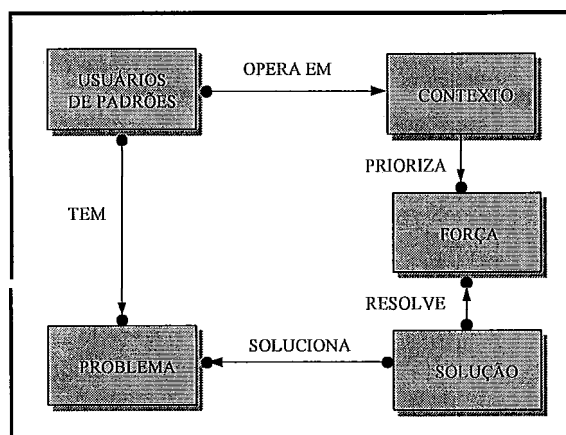 USUÁRIOS
DE PADRÕES
OPERA EM
CONTEXTO
PRIORIZA
TEM
FORÇA
RESOLVE
SOLUCIONA
PROBLEMA
SOLUÇÃO